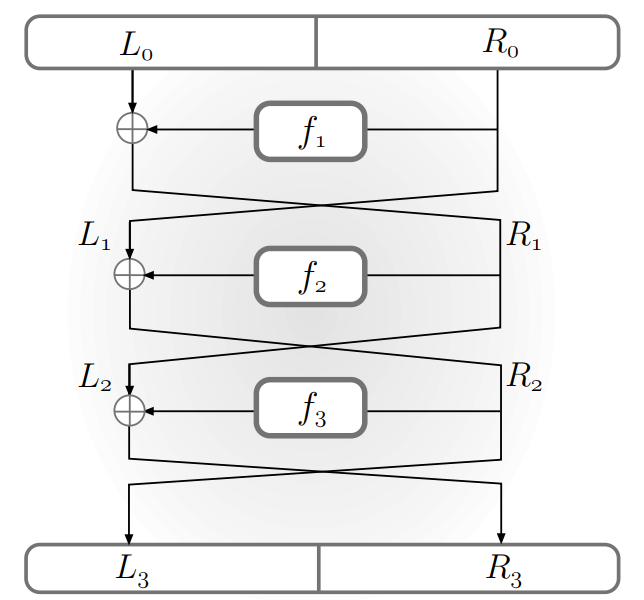 L₀ R₀
f₁
L₁ R₁
f₂
L₂ R₂
f₃
L₃ R₃